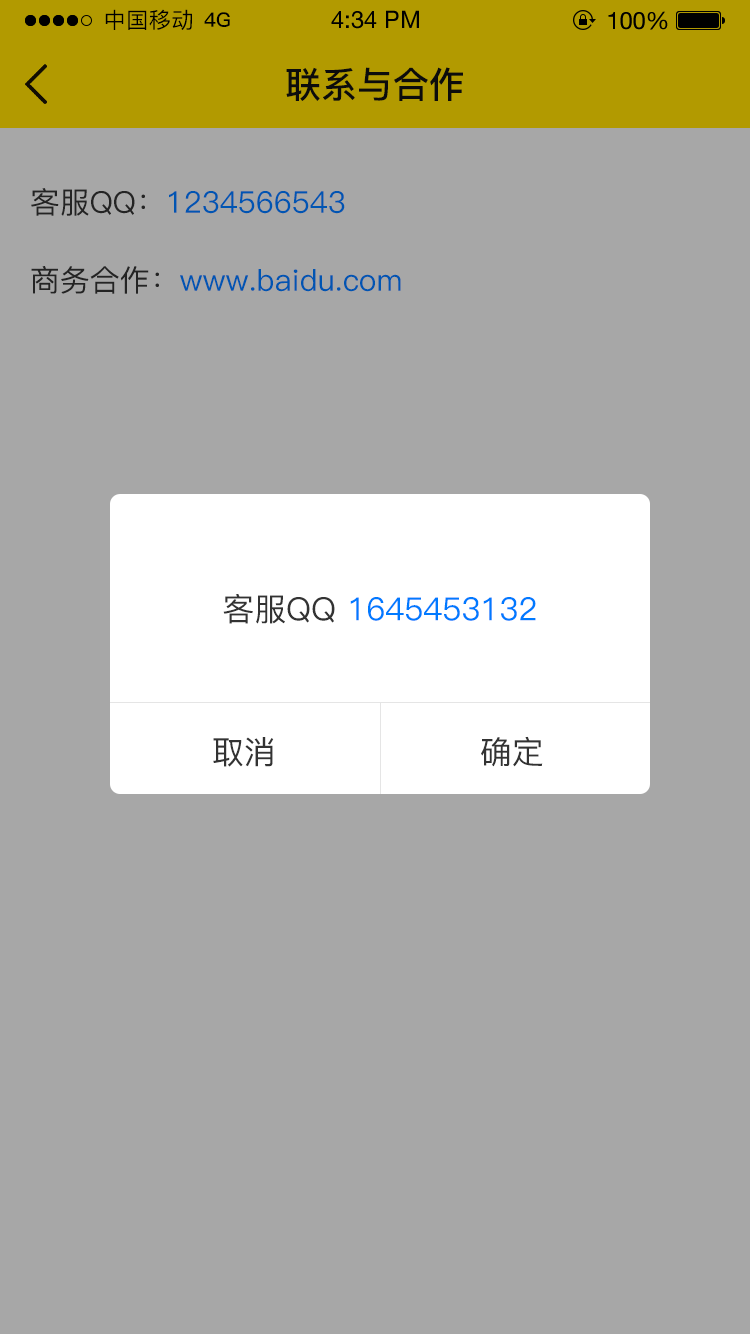 中国移动 4G 4:34 PM 100%
联系与合作
客服QQ：1234566543
商务合作：www.baidu.com
客服QQ 1645453132
取消 确定